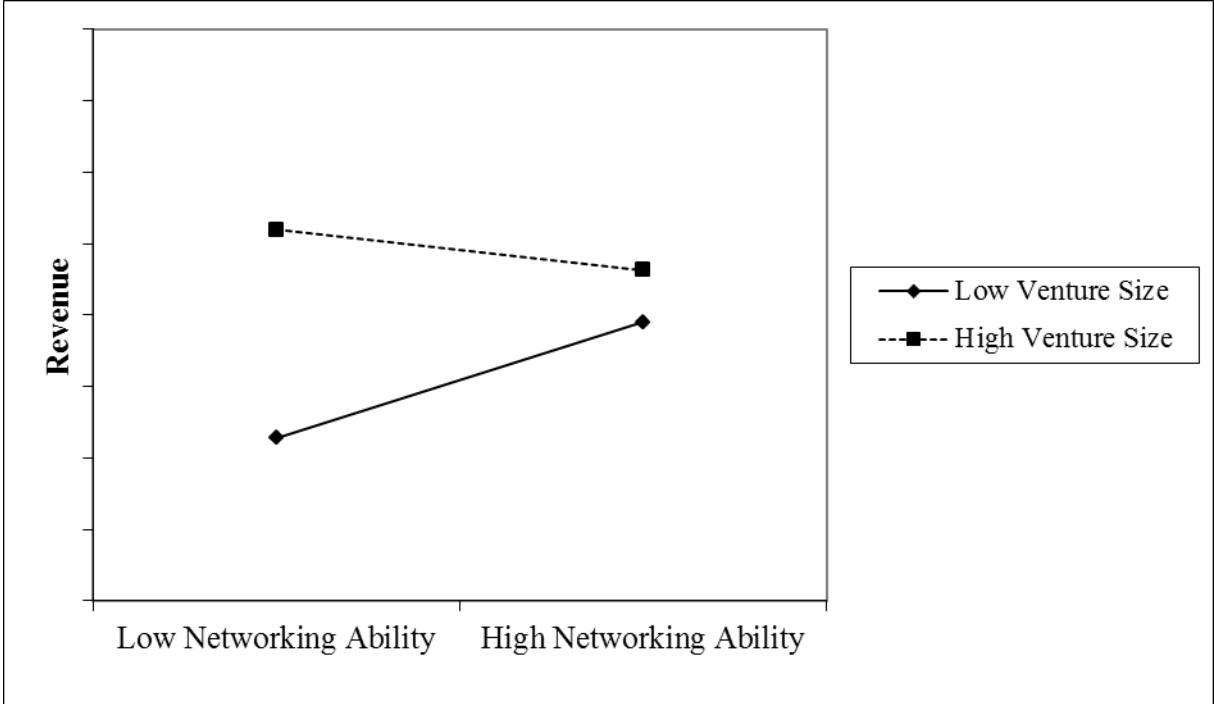 Revenue
Low Venture Size
High Venture Size
Low Networking Ability
High Networking Ability